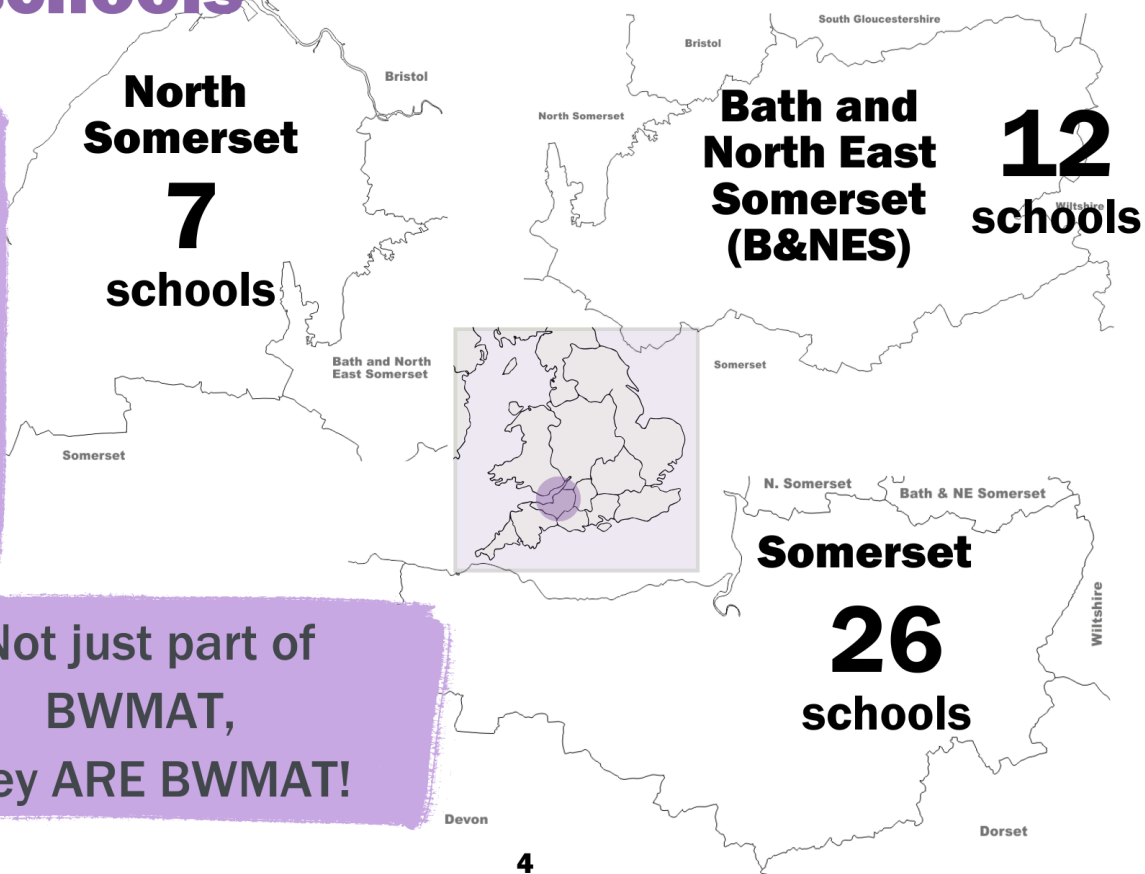 schools
North
Somerset
7
schools
Bristol
Bath and North
East Somerset
Somerset
South Gloucestershire
Bristol
North Somerset
Bath and
North East
Somerset
(B&NES)
12
schools
Wiltshire
Somerset
N. Somerset
Bath & NE Somerset
Somerset
26
schools
Wiltshire
Devon
Dorset
Not just part of
BWMAT,
ey ARE BWMAT!
4